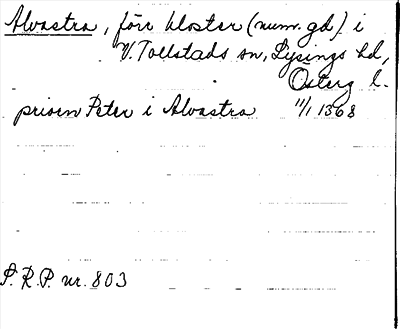 Alvastra, förr kloster (num. gd) i
V. Tollstads sn, Lysings hd,
Österg. l.
priorn Peter i Alvastra 11/1 1368
S.R.P. nr. 803